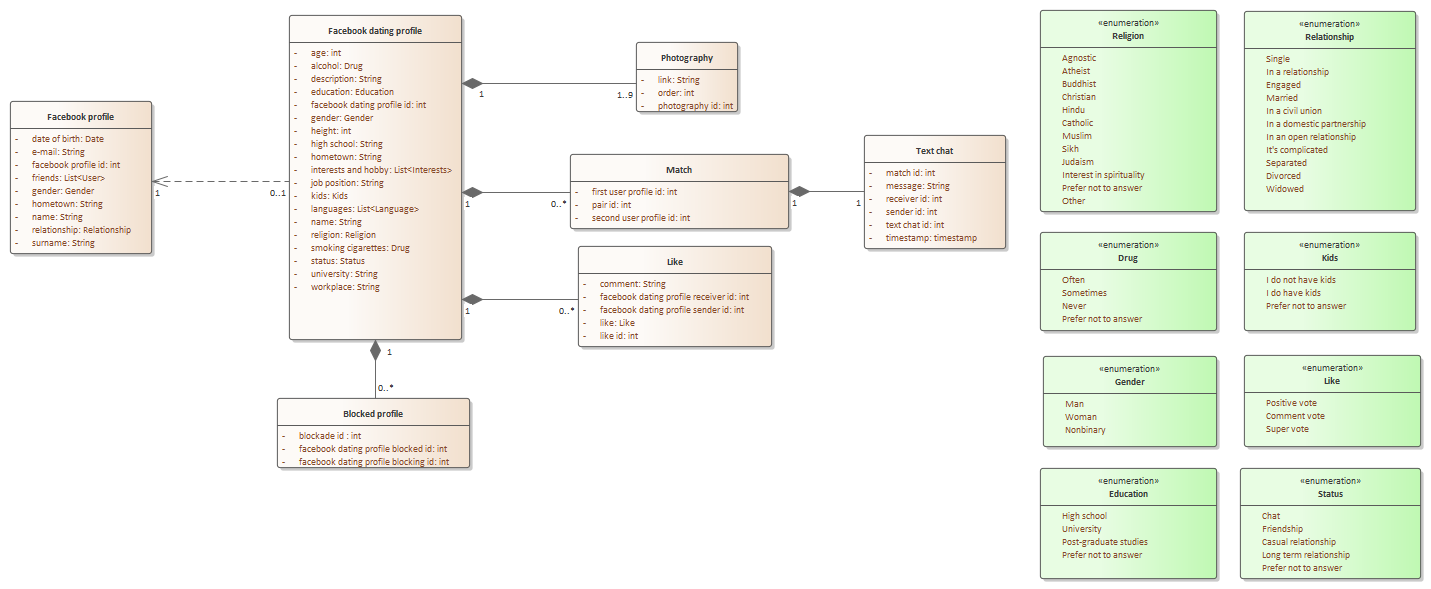 Facebook profile
- date of birth: Date
- e-mail: String
- facebook profile id: int
- friends: List<User>
- gender: Gender
- hometown: String
- name: String
- relationship: Relationship
- surname: String
1
0..1
Facebook dating profile
- age: int
- alcohol: Drug
- description: String
- education: Education
- facebook dating profile id: int
- gender: Gender
- height: int
- high school: String
- hometown: String
- interests and hobby: List<Interests>
- job position: String
- kids: Kids
- languages: List<Language>
- name: String
- religion: Religion
- smoking cigarettes: Drug
- status: Status
- university: String
- workplace: String
1
1..9
Photography
- link: String
- order: int
- photography id: int
1
0..*
Match
- first user profile id: int
- pair id: int
- second user profile id: int
1
1
Text chat
- match id: int
- message: String
- receiver id: int
- sender id: int
- text chat id: int
- timestamp: timestamp
1
0..*
Like
- comment: String
- facebook dating profile receiver id: int
- facebook dating profile sender id: int
- like: Like
- like id: int
1
0..*
Blocked profile
- blockade id : int
- facebook dating profile blocked id: int
- facebook dating profile blocking id: int
«enumeration»
Religion
Agnostic
Atheist
Buddhist
Christian
Hindu
Catholic
Muslim
Sikh
Judaism
Interest in spirituality
Prefer not to answer
Other
«enumeration»
Relationship
Single
In a relationship
Engaged
Married
In a civil union
In a domestic partnership
In an open relationship
It's complicated
Separated
Divorced
Widowed
«enumeration»
Drug
Often
Sometimes
Never
Prefer not to answer
«enumeration»
Kids
I do not have kids
I do have kids
Prefer not to answer
«enumeration»
Gender
Man
Woman
Nonbinary
«enumeration»
Like
Positive vote
Comment vote
Super vote
«enumeration»
Education
High school
University
Post-graduate studies
Prefer not to answer
«enumeration»
Status
Chat
Friendship
Casual relationship
Long term relationship
Prefer not to answer